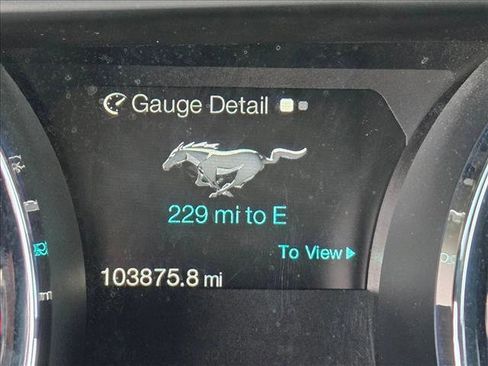 Gauge Detail
229 mi to E
To View
103875.8 mi